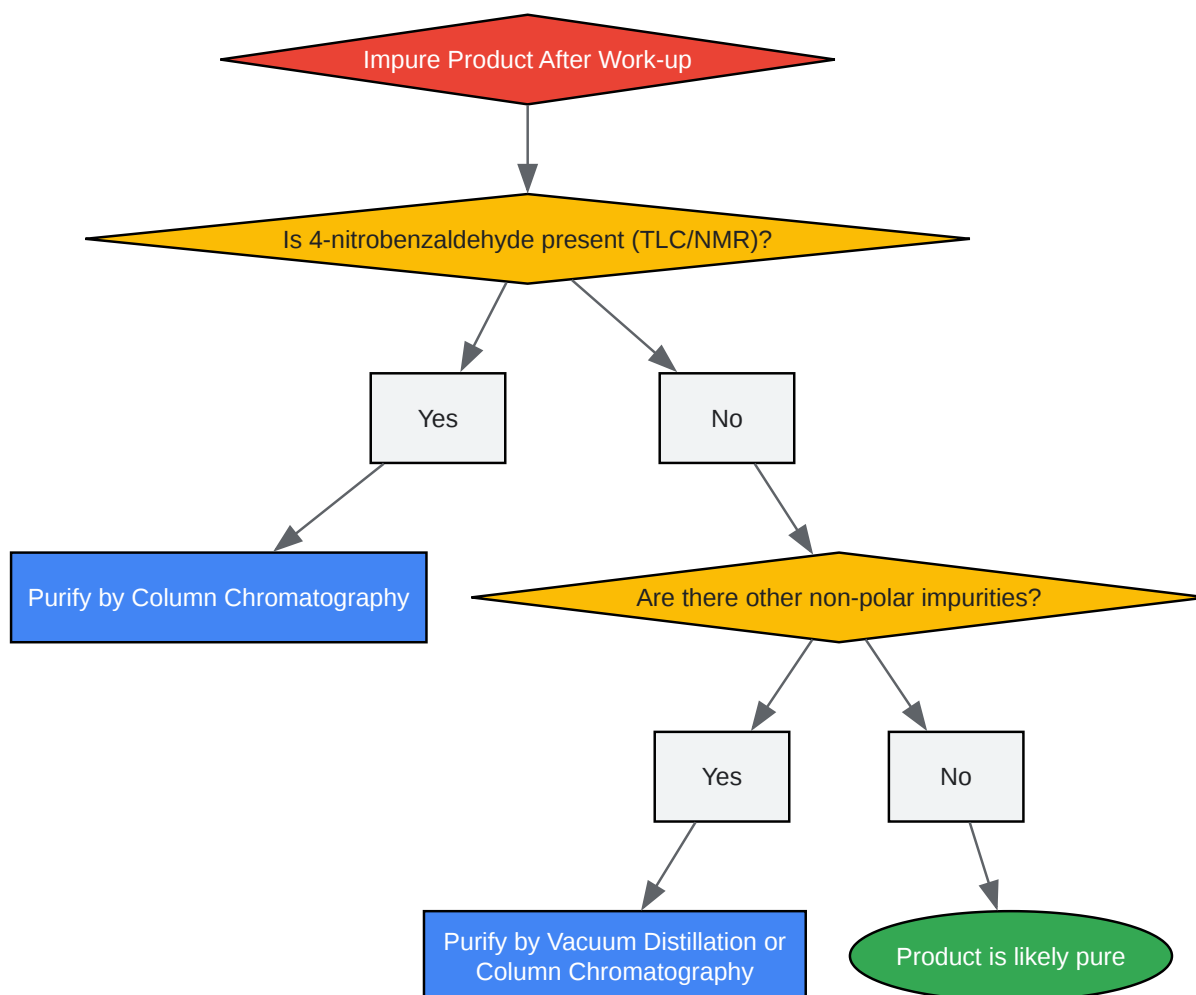 Impure Product After Work-up
Is 4-nitrobenzaldehyde present (TLC/NMR)?
Yes
No
Purify by Column Chromatography
Are there other non-polar impurities?
Yes
No
Purify by Vacuum Distillation or
Column Chromatography
Product is likely pure